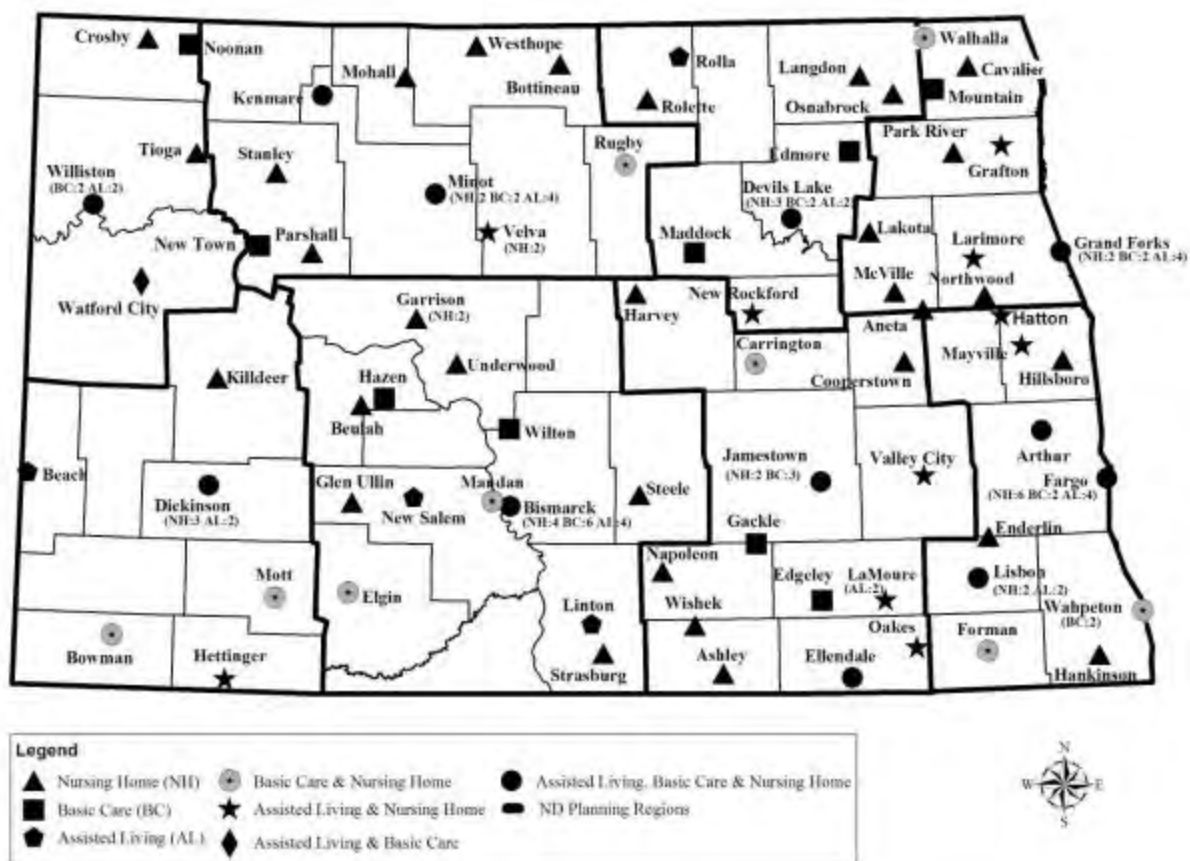 Crosby
Noonan
Westhope
Mohall
Bottineau
Kenmare
Rolla
Rolette
Langdon
Osnabrock
Walhalla
Cavalier
Mountain
Park River
Grafton
Tioga
Stanley
Rugby
Edmore
Williston
(BC:2 AL:2)
Minot
(NH:2 BC:2 AL:4)
Devils Lake
(NH:3 BC:2 AL:2)
Velva
(NH:2)
New Town
Parshall
Maddock
Lakota
Larimore
Grand Forks
(NH:2 BC:2 AL:4)
McVille
Northwood
Watford City
Garrison
(NH:2)
Harvey
New Rockford
Aneta
Hatton
Carrington
Mayville
Killdeer
Hazen
Underwood
Cooperstown
Hillsboro
Beulah
Wilton
Beach
Jamestown
(NH:2 BC:3)
Valley City
Arthur
Fargo
(NH:6 BC:2 AL:4)
Dickinson
(NH:3 AL:2)
Glen Ullin
New Salem
Mandan
Bismarck
(NH:4 BC:6 AL:4)
Steele
Gackle
Enderlin
Napoleon
Mott
Elgin
Linton
Wishek
Edgeley
LaMoure
(AL:2)
Lisbon
(NH:2 AL:2)
Wahpeton
(BC:2)
Bowman
Hettinger
Strasburg
Ashley
Ellendale
Oakes
Forman
Hankinson
Legend
Nursing Home (NH)
Basic Care & Nursing Home
Assisted Living, Basic Care & Nursing Home
Basic Care (BC)
Assisted Living & Nursing Home
ND Planning Regions
Assisted Living (AL)
Assisted Living & Basic Care
N
W
E
S